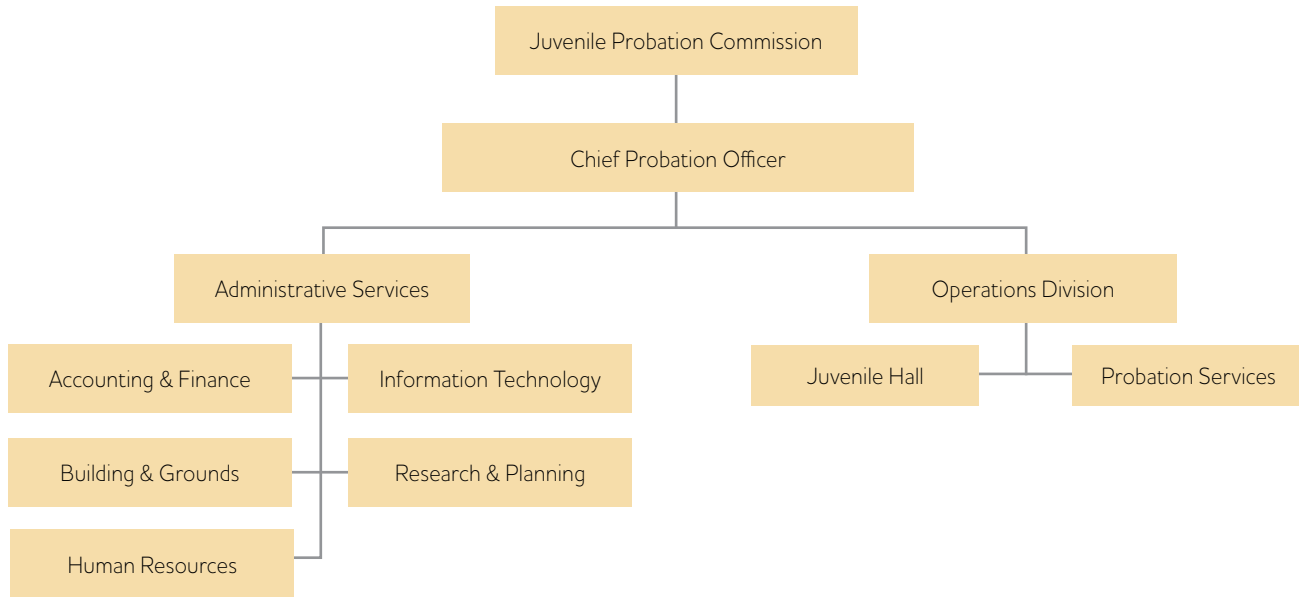 Juvenile Probation Commission
Chief Probation Officer
Administrative Services
Operations Division
Accounting & Finance
Information Technology
Juvenile Hall
Probation Services
Building & Grounds
Research & Planning
Human Resources